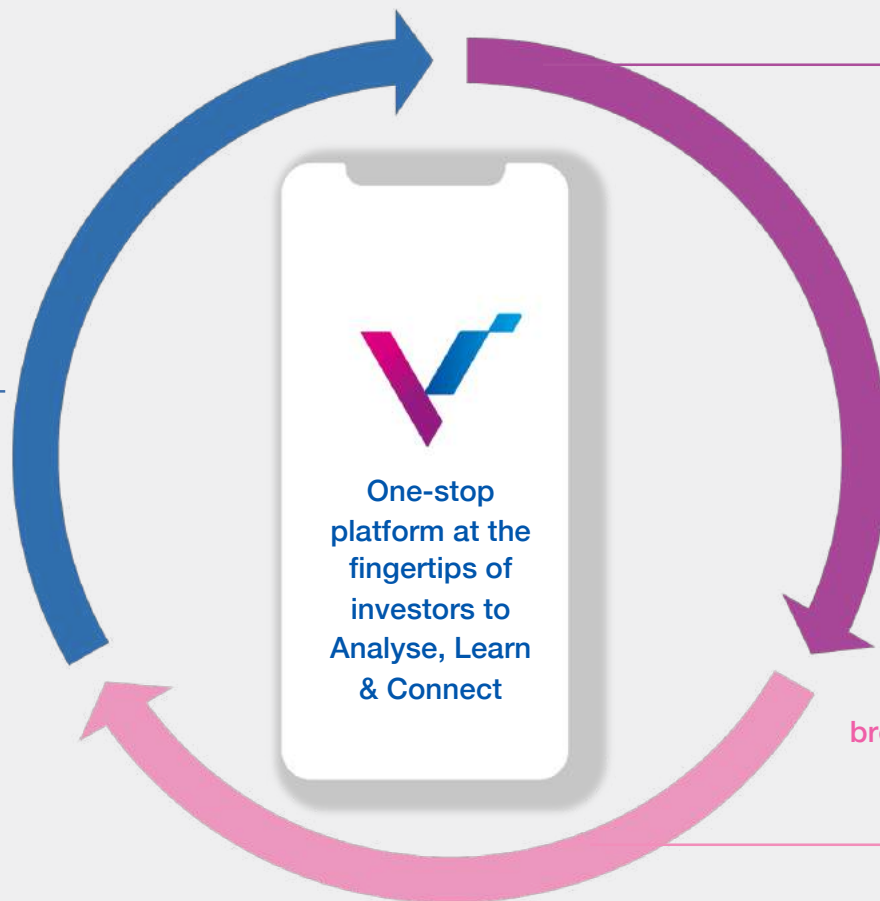 One-stop
platform at the
fingertips of
investors to
Analyse, Learn
& Connect